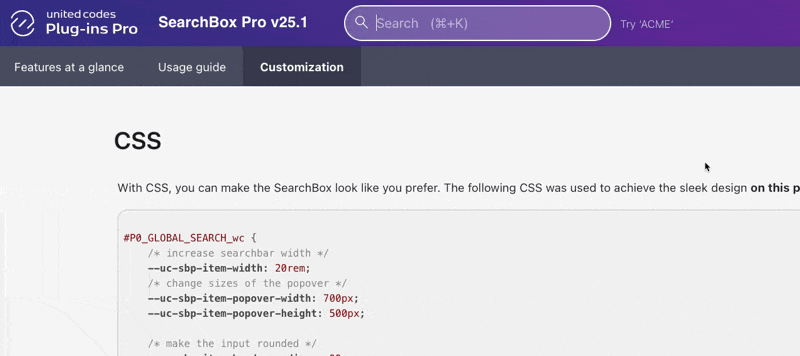 united codes
Plug-ins Pro
SearchBox Pro v25.1
Search (⌘+K)
Try 'ACME'
Features at a glance
Usage guide
Customization
CSS
With CSS, you can make the SearchBox look like you prefer. The following CSS was used to achieve the sleek design on this p
#P0_GLOBAL_SEARCH_wc {
/* increase searchbar width */
--uc-sbp-item-width: 20rem;
/* change sizes of the popover */
--uc-sbp-item-popover-width: 700px;
--uc-sbp-item-popover-height: 500px;
/* make the input rounded */